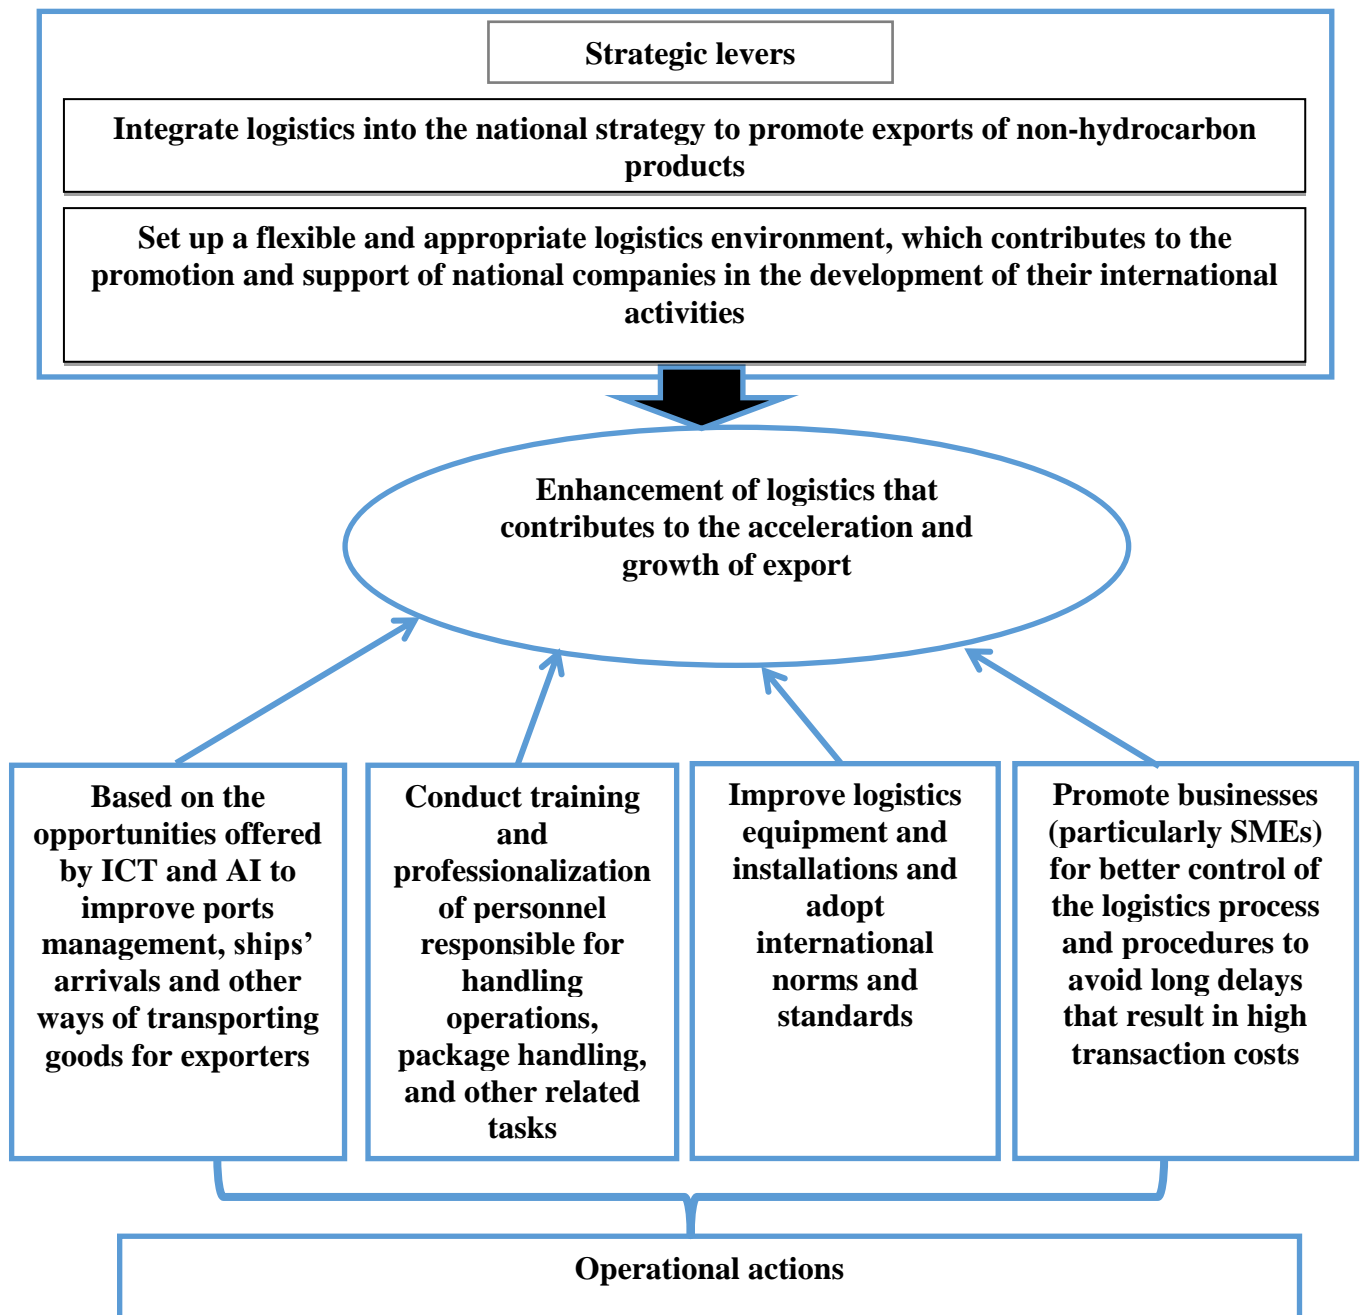 Strategic levers
Integrate logistics into the national strategy to promote exports of non-hydrocarbon
products
Set up a flexible and appropriate logistics environment, which contributes to the
promotion and support of national companies in the development of their international
activities
Enhancement of logistics that
contributes to the acceleration and
growth of export
Based on the
opportunities offered
by ICT and AI to
improve ports
management, ships’
arrivals and other
ways of transporting
goods for exporters
Conduct training
and
professionalization
of personnel
responsible for
handling
operations,
package handling,
and other related
tasks
Improve logistics
equipment and
installations and
adopt
international
norms and
standards
Promote businesses
(particularly SMEs)
for better control of
the logistics process
and procedures to
avoid long delays
that result in high
transaction costs
Operational actions